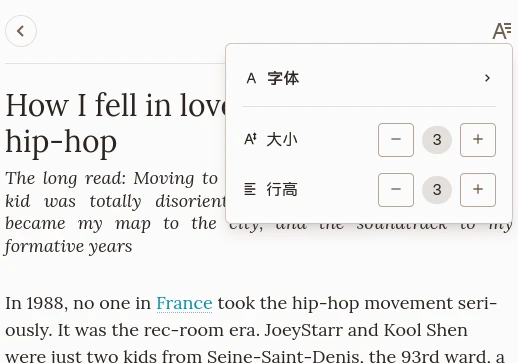 A 字体
大小 − 3 +
行高 − 3 +
How I fell in love
hip-hop
The long read: Moving to
kid was totally disorient
became my map to the city, and the soundtrack to my
formative years
In 1988, no one in France took the hip-hop movement seri-
ously. It was the rec-room era. JoeyStarr and Kool Shen
were just two kids from Seine-Saint-Denis, the 93rd ward, a